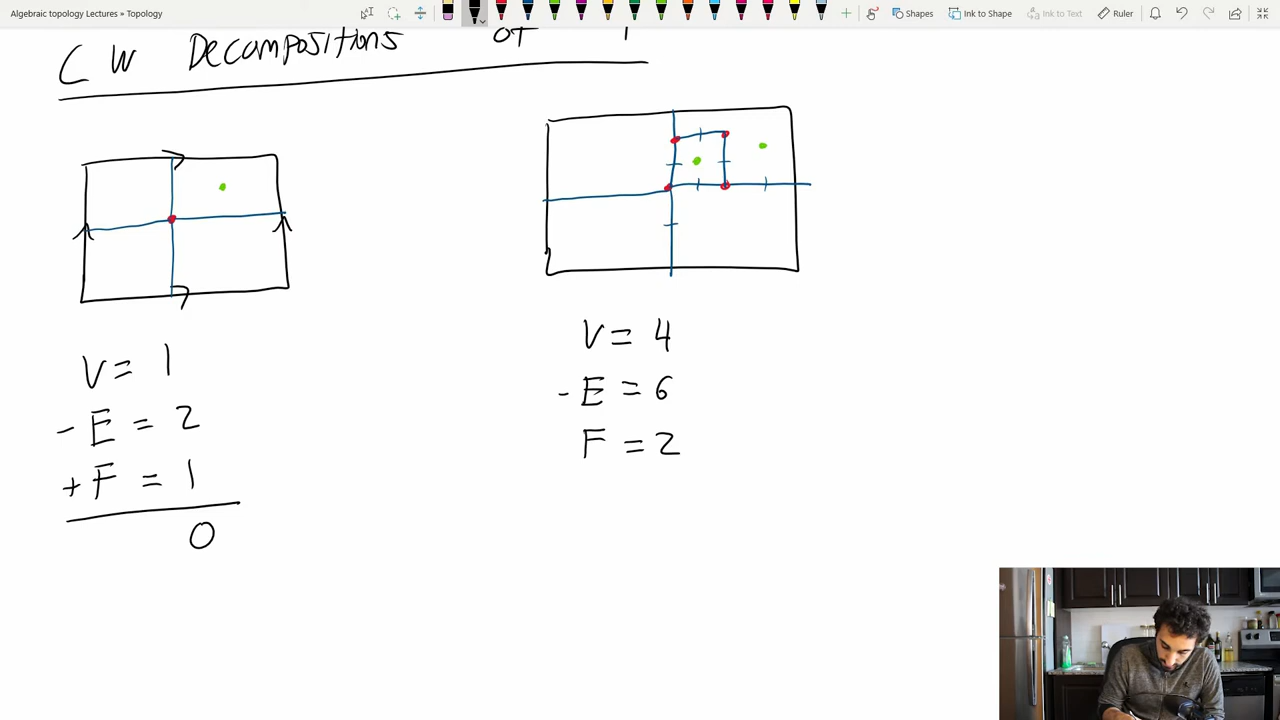 Algebraic topology Lectures » Topology
Shapes
Ink to Shape
Ink to Text
Ruler
CW Decompositions of
V = 1
- E = 2
+ F = 1
0
V = 4
- E = 6
F = 2